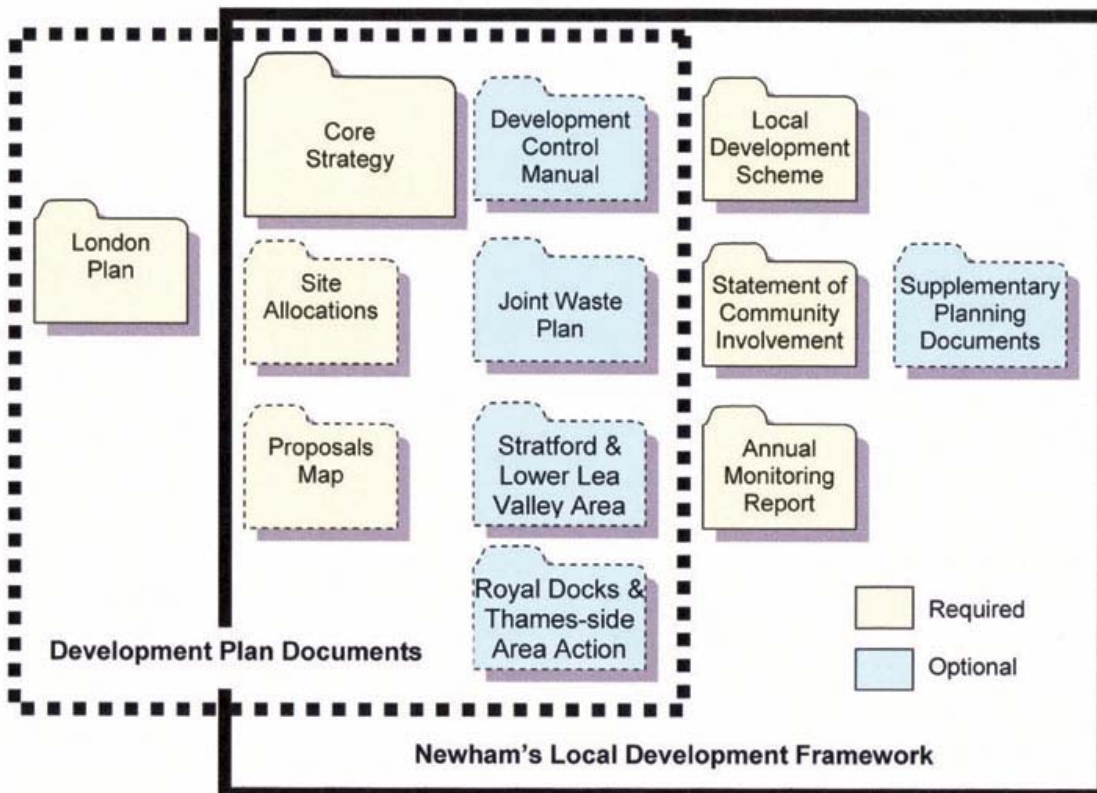 Core
Strategy
Development
Control
Manual
Local
Development
Scheme
London
Plan
Site
Allocations
Joint Waste
Plan
Statement of
Community
Involvement
Supplementary
Planning
Documents
Proposals
Map
Stratford &
Lower Lea
Valley Area
Annual
Monitoring
Report
Royal Docks &
Thames-side
Area Action
Required
Optional
Development Plan Documents
Newham's Local Development Framework